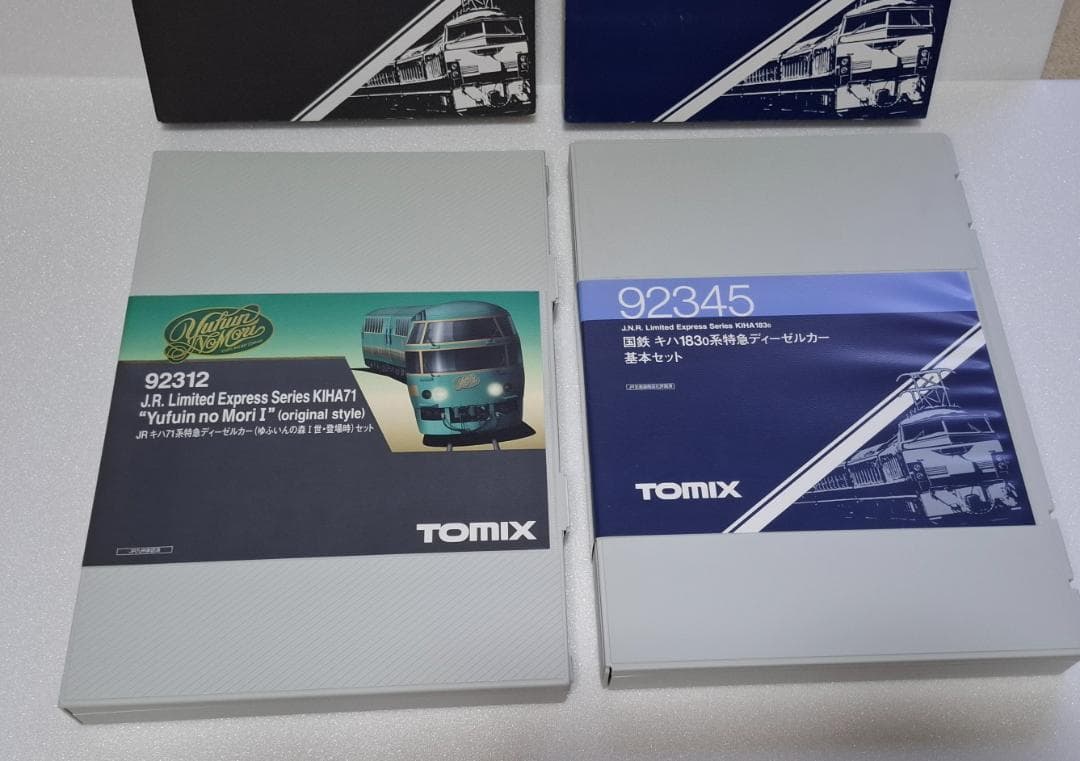 Yufuin
NoMori
92312
J.R. Limited Express Series KIHA71
"Yufuin no Mori I" (original style)
JR キハ71系特急ディーゼルカー(ゆふいんの森Ⅰ世・登場時)セット
TOMIX
92345
J.N.R. Limited Express Series KIHA1830
国鉄 キハ1830系特急ディーゼルカー
基本セット
TOMIX